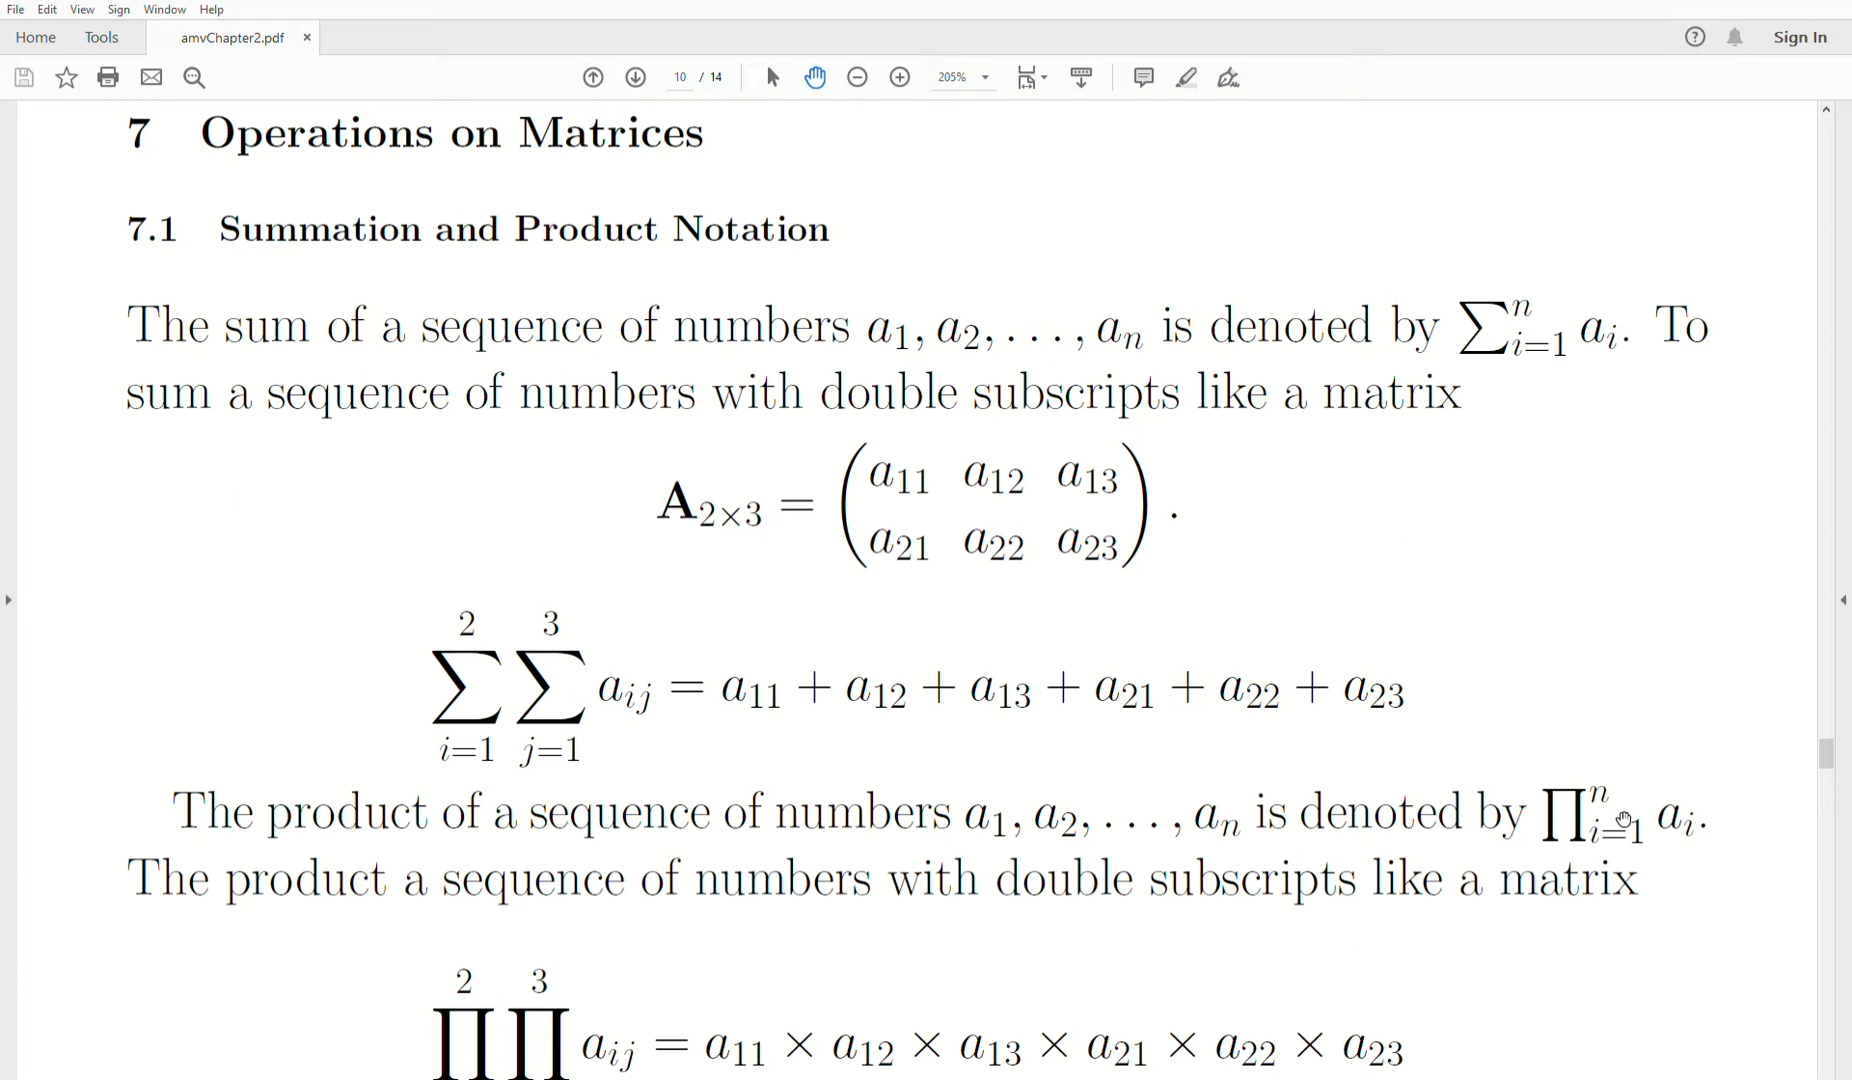 File Edit View Sign Window Help
Home Tools amvChapter2.pdf × Sign In
10 / 14 205%
7 Operations on Matrices
7.1 Summation and Product Notation
The sum of a sequence of numbers a₁, a₂, . . . , aₙ is denoted by ∑ⁿᵢ₌₁ aᵢ. To
sum a sequence of numbers with double subscripts like a matrix
A₂ₓ₃ = ( a₁₁ a₁₂ a₁₃
a₂₁ a₂₂ a₂₃ ) .
2 3
∑ ∑ aᵢⱼ = a₁₁ + a₁₂ + a₁₃ + a₂₁ + a₂₂ + a₂₃
i=1 j=1
The product of a sequence of numbers a₁, a₂, . . . , aₙ is denoted by ∏ⁿᵢ₌₁ aᵢ.
The product a sequence of numbers with double subscripts like a matrix
2 3
∏ ∏ aᵢⱼ = a₁₁ × a₁₂ × a₁₃ × a₂₁ × a₂₂ × a₂₃